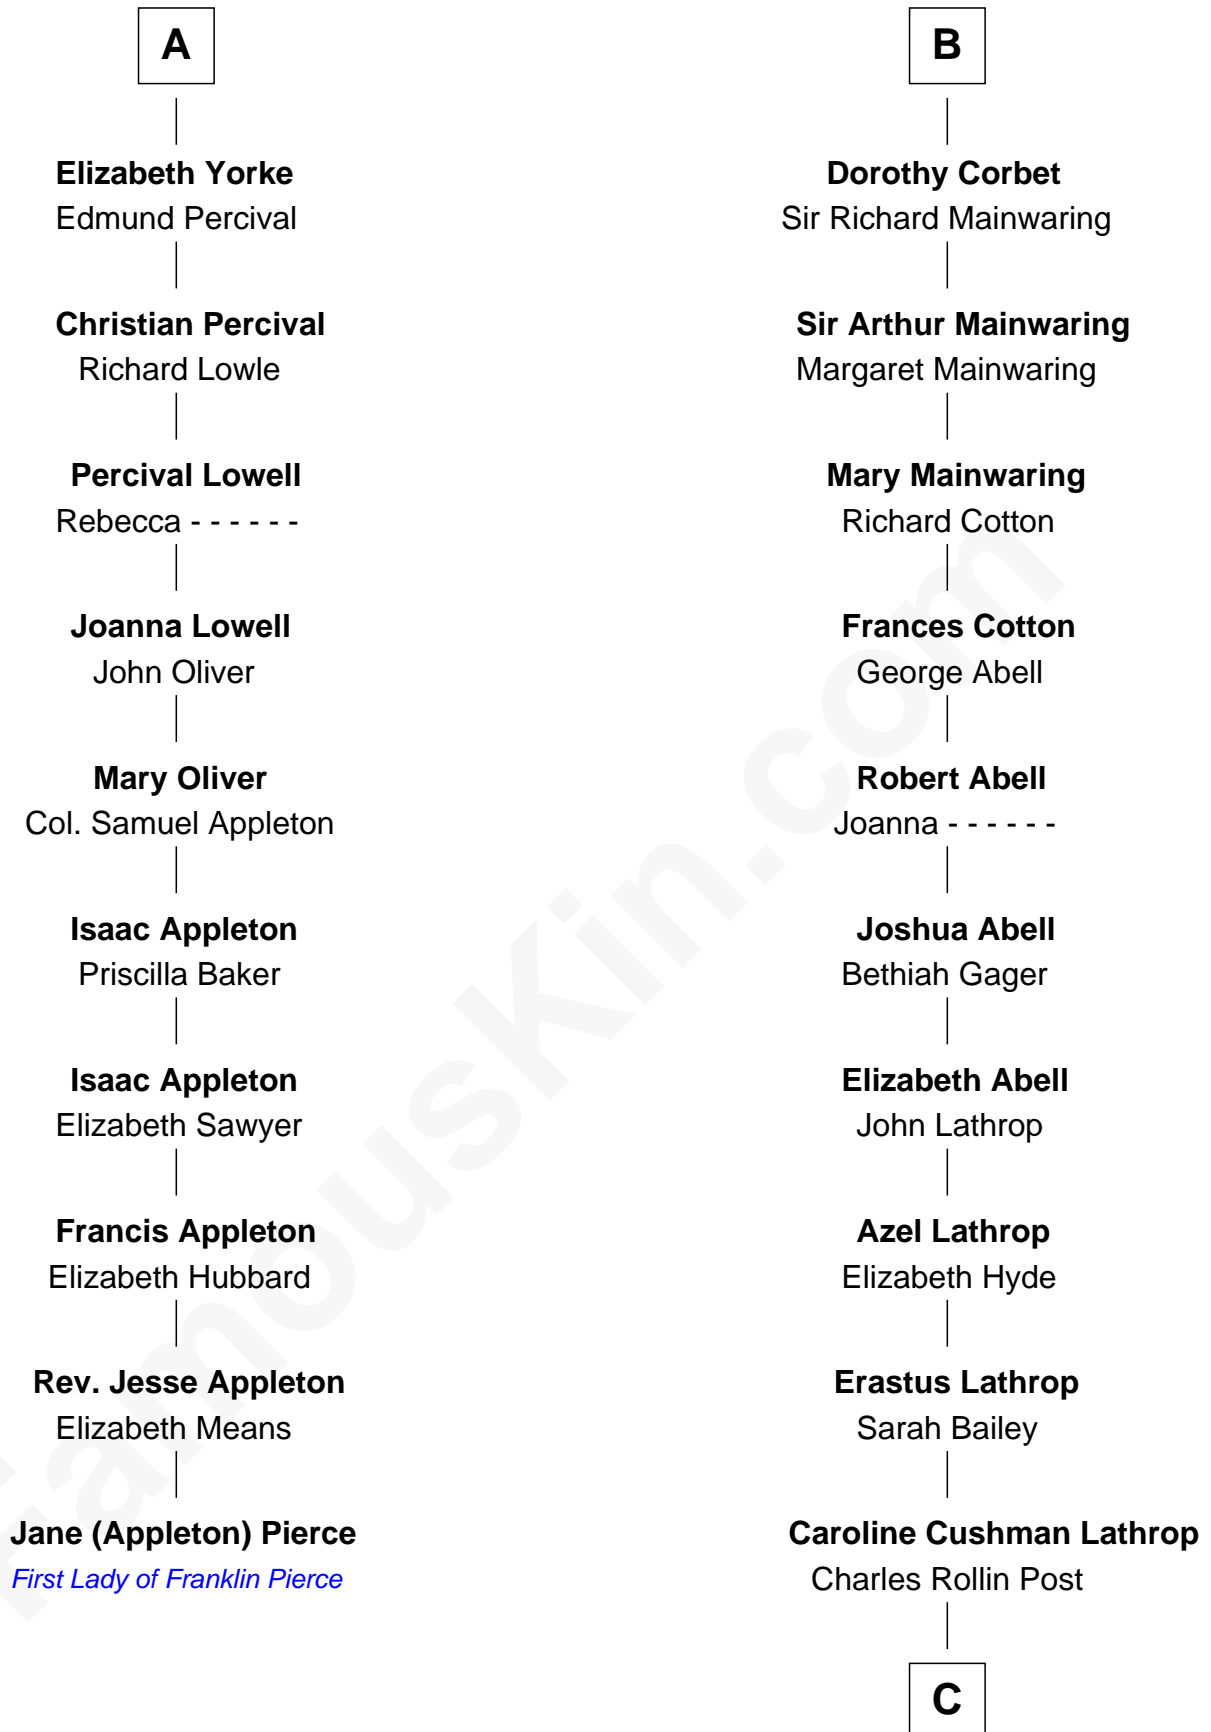 A
Elizabeth Yorke
Edmund Percival
Christian Percival
Richard Lowle
Percival Lowell
Rebecca - - - - - -
Joanna Lowell
John Oliver
Mary Oliver
Col. Samuel Appleton
Isaac Appleton
Priscilla Baker
Isaac Appleton
Elizabeth Sawyer
Francis Appleton
Elizabeth Hubbard
Rev. Jesse Appleton
Elizabeth Means
Jane (Appleton) Pierce
First Lady of Franklin Pierce
B
Dorothy Corbet
Sir Richard Mainwaring
Sir Arthur Mainwaring
Margaret Mainwaring
Mary Mainwaring
Richard Cotton
Frances Cotton
George Abell
Robert Abell
Joanna - - - - - -
Joshua Abell
Bethiah Gager
Elizabeth Abell
John Lathrop
Azel Lathrop
Elizabeth Hyde
Erastus Lathrop
Sarah Bailey
Caroline Cushman Lathrop
Charles Rollin Post
C
FamousKin.com